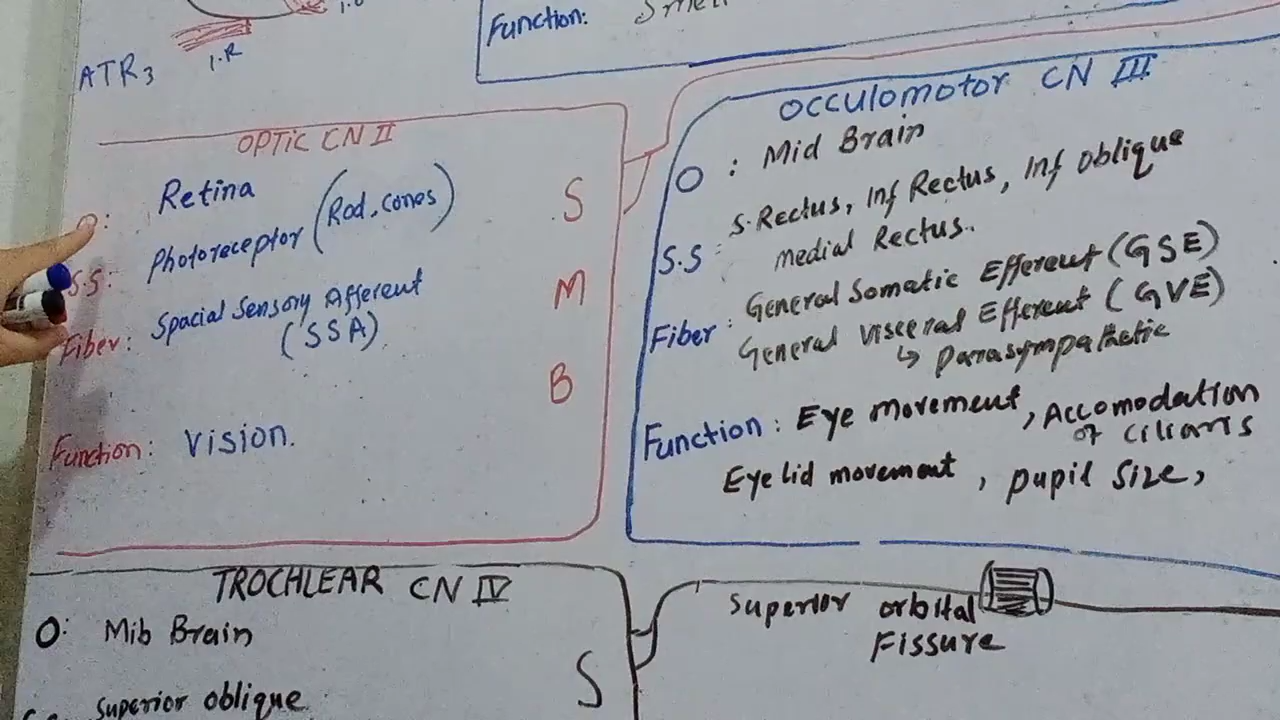 Function: Smell
I.R
ATR3
OPTIC CN II
O: Retina
S.S: Photoreceptor (Rod, cones)
Fiber: Spacial Sensory Afferent
(SSA)
Function: Vision.
S
M
B
OCCULOMOTOR CN III
O : Mid Brain
S.S : S. Rectus, Inf Rectus, Inf oblique
medial Rectus.
Fiber : General Somatic Efferent (GSE)
General Visceral Efferent (GVE)
↳ Parasympathetic
Function : Eye movement, Accomodation
of ciliaris
Eye lid movement, pupil size,
TROCHLEAR CN IV
O: Mib Brain
Superior oblique
S
Superior orbital
Fissure